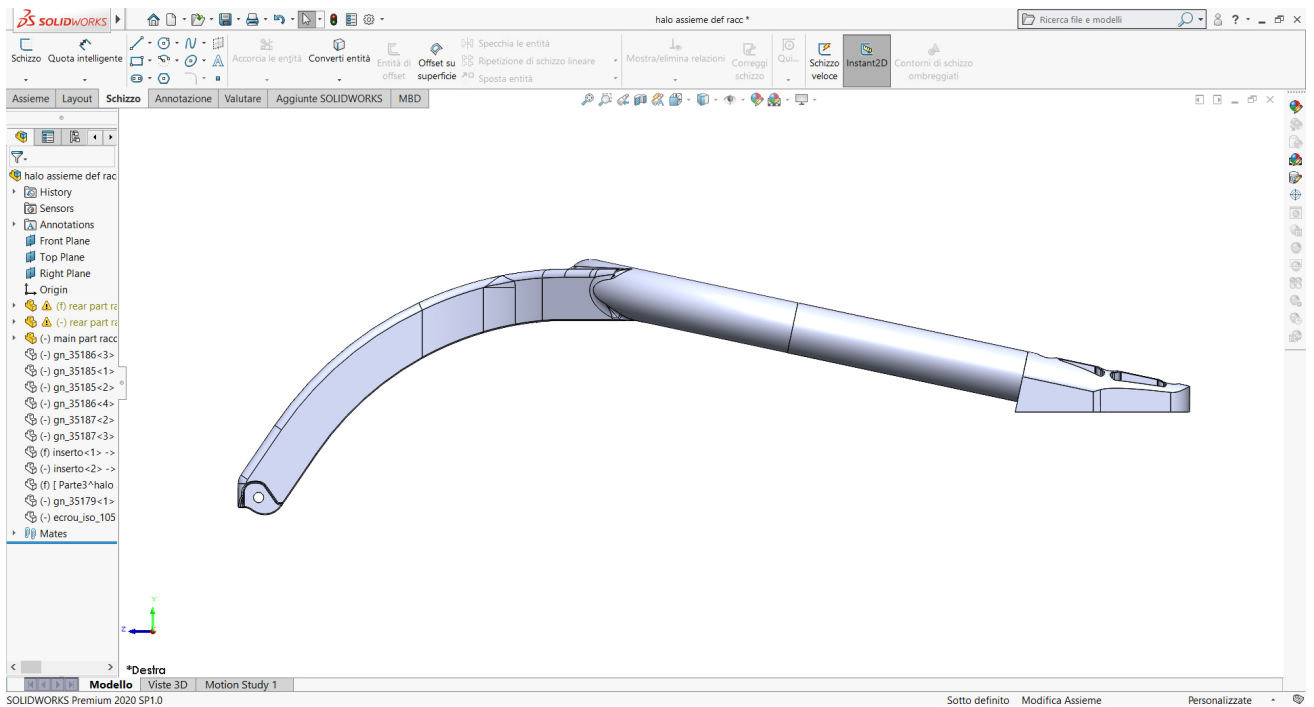 SOLIDWORKS
halo assieme def racc *
Ricerca file e modelli
?
Schizzo
Quota intelligente
Accorcia le entità
Converti entità
Entità di offset
Offset su superficie
Specchia le entità
Ripetizione di schizzo lineare
Sposta entità
Mostra/elimina relazioni
Correggi schizzo
Qui...
Schizzo veloce
Instant2D
Contorni di schizzo ombreggiati
Assieme Layout Schizzo Annotazione Valutare Aggiunte SOLIDWORKS MBD
halo assieme def rac
History
Sensors
Annotations
Front Plane
Top Plane
Right Plane
Origin
(f) rear part ra
(-) rear part ra
(-) main part racc
(-) gn_35186<3>
(-) gn_35185<1>
(-) gn_35185<2>
(-) gn_35186<4>
(-) gn_35187<2>
(-) gn_35187<3>
(f) inserto<1> ->
(-) inserto<2> ->
(f) [ Parte3^halo
(-) gn_35179<1>
(-) ecrou_iso_105
Mates
Y
Z
*Destra
Modello Viste 3D Motion Study 1
SOLIDWORKS Premium 2020 SP1.0
Sotto definito Modifica Assieme Personalizzate